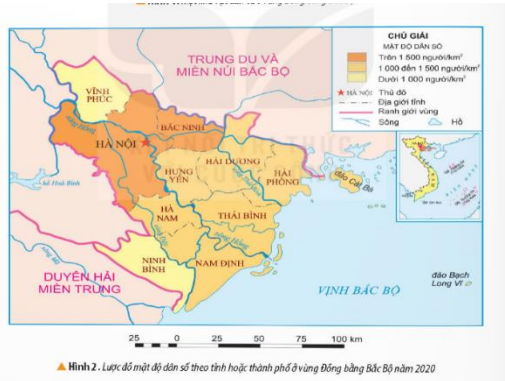 CHÚ GIẢI
MẬT ĐỘ DÂN SỐ
Trên 1 500 người/km²
1 000 đến 1 500 người/km²
Dưới 1 000 người/km²
HÀ NỘI Thủ đô
Địa giới tỉnh
Ranh giới vùng
Sông
Hồ
TRUNG DU VÀ
MIỀN NÚI BẮC BỘ
VĨNH
PHÚC
BẮC NINH
HÀ NỘI
HƯNG
YÊN
HẢI DƯƠNG
HẢI
PHÒNG
đảo Cát Bà
HÀ
NAM
THÁI BÌNH
NINH
BÌNH
NAM ĐỊNH
sông Hồng
hồ Hoà Bình
DUYÊN HẢI
MIỀN TRUNG
VỊNH BẮC BỘ
đảo Bạch
Long Vĩ
25 0 25 50 75 100 km
Hình 2. Lược đồ mật độ dân số theo tỉnh hoặc thành phố ở vùng Đồng bằng Bắc Bộ năm 2020